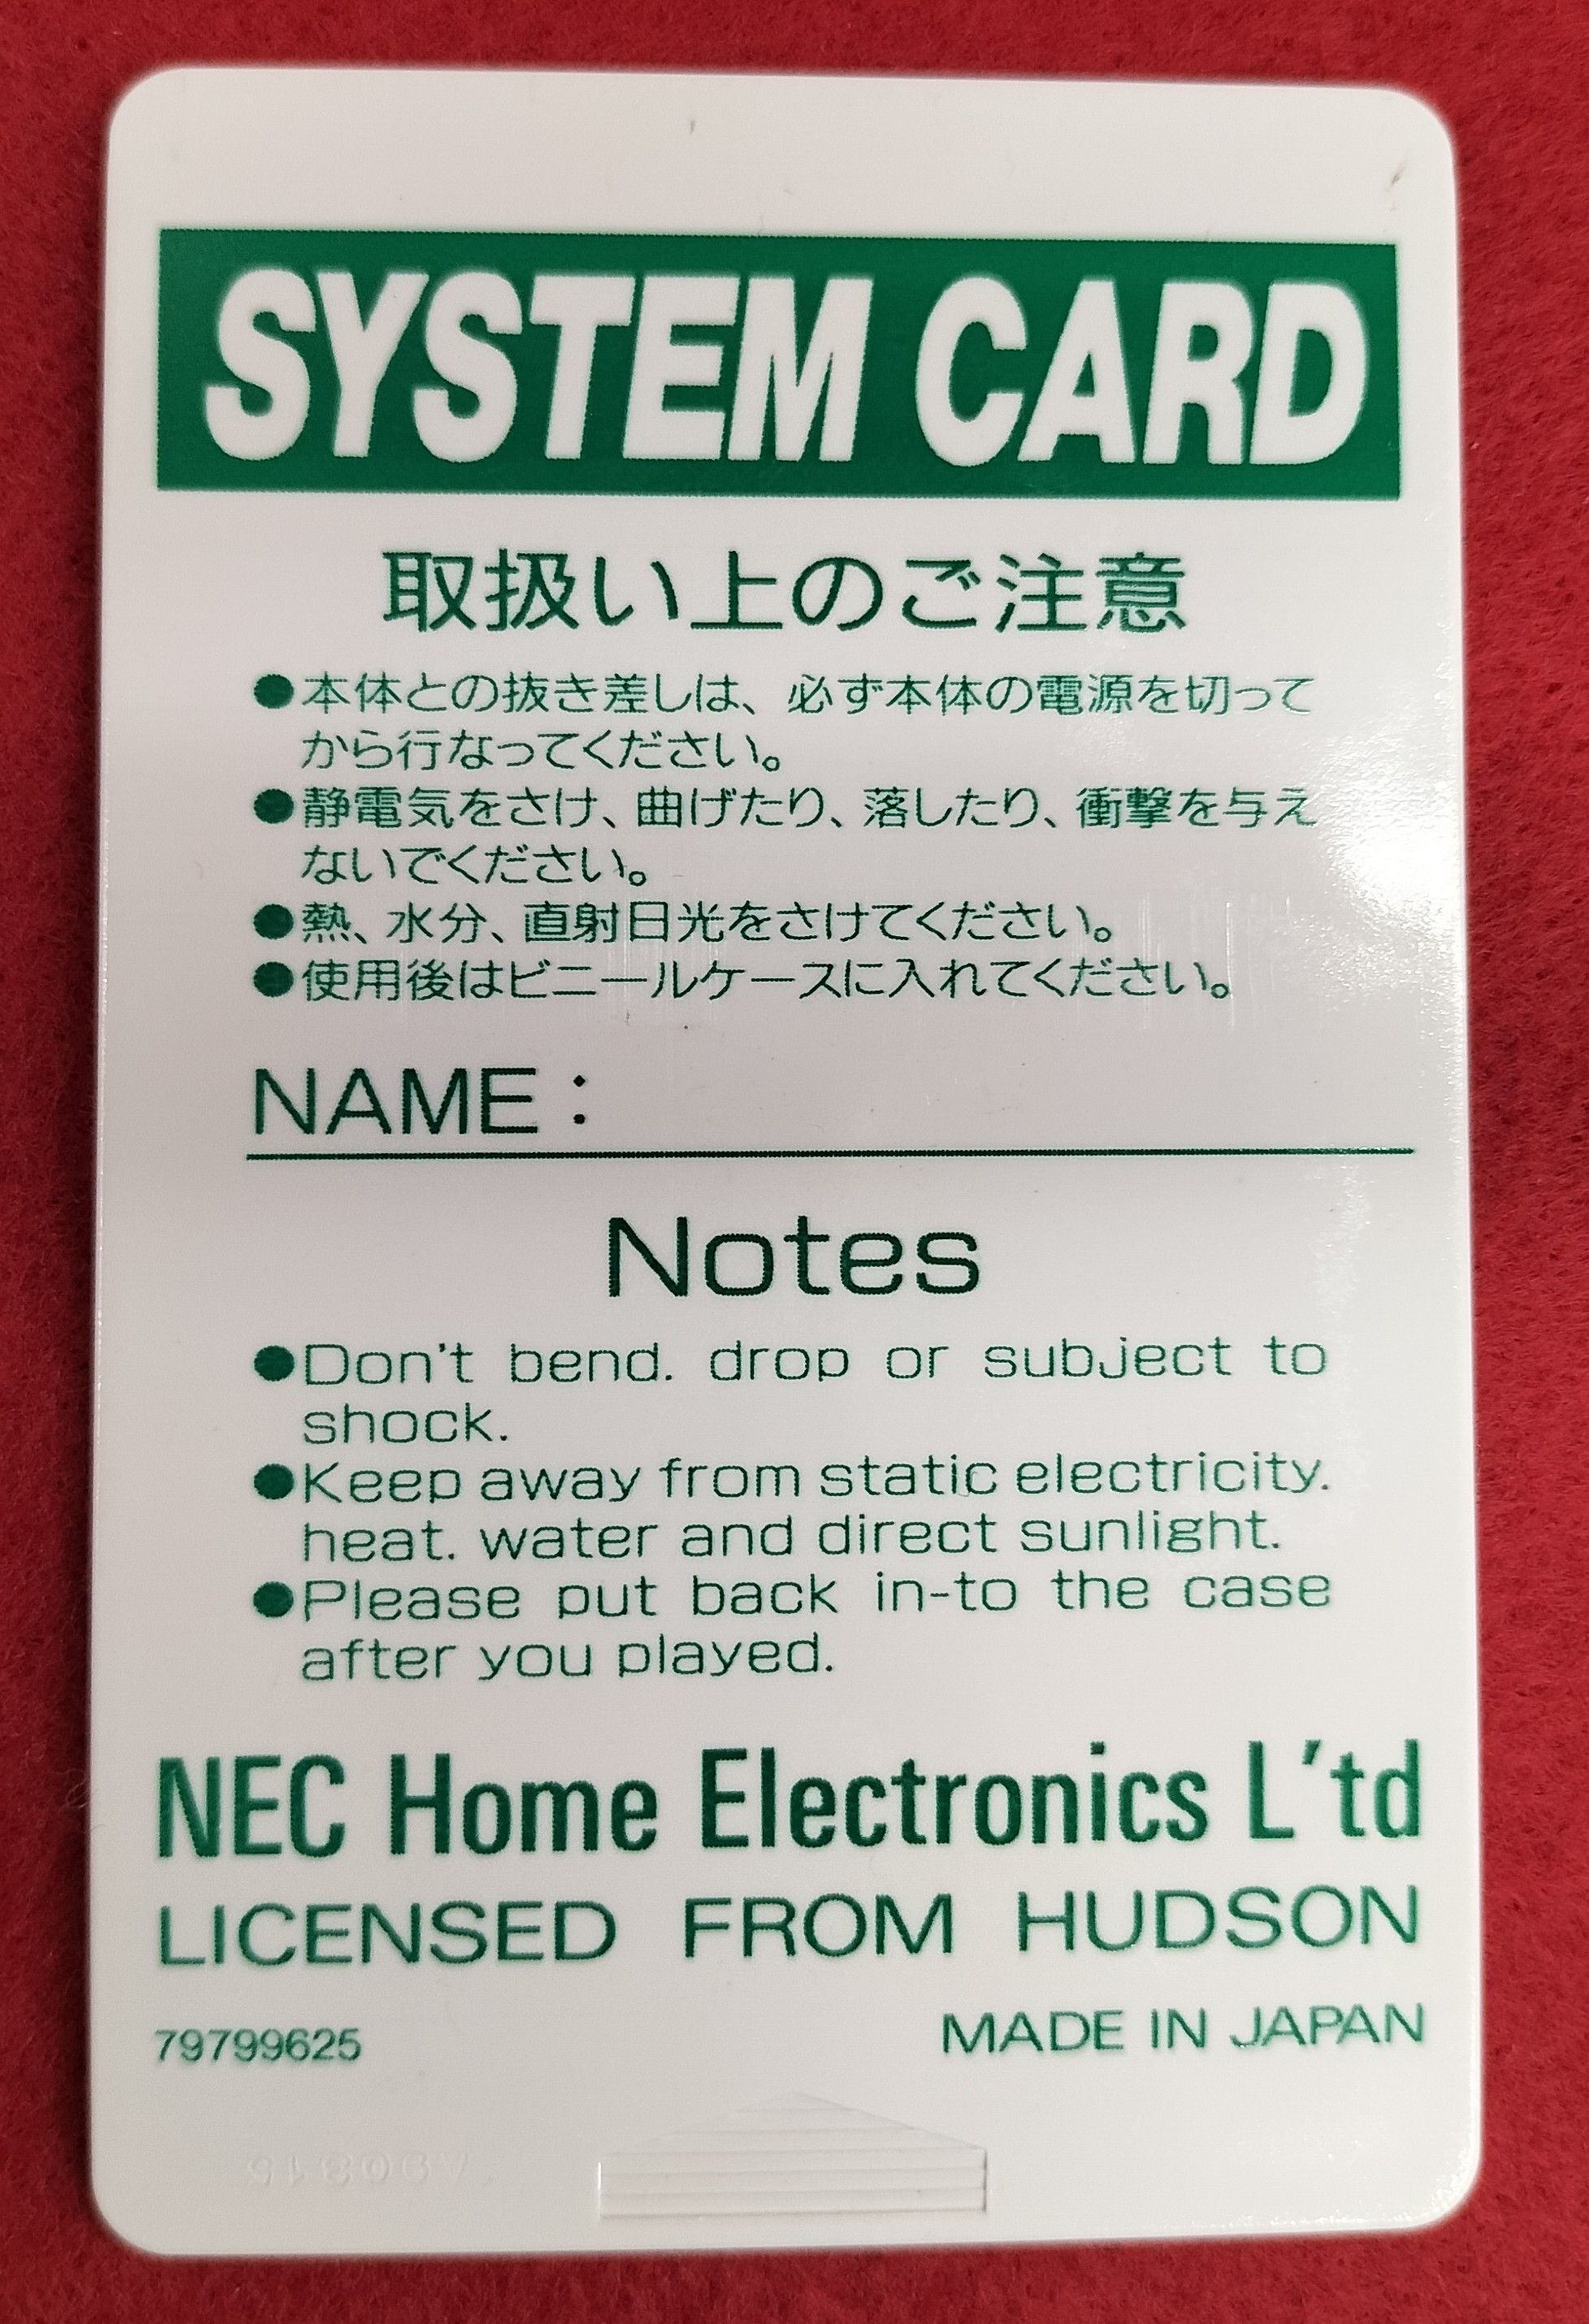 SYSTEM CARD
取扱い上のご注意
●本体との抜き差しは、必ず本体の電源を切って
から行なってください。
●静電気をさけ、曲げたり、落したり、衝撃を与え
ないでください。
●熱、水分、直射日光をさけてください。
●使用後はビニールケースに入れてください。
NAME：
Notes
●Don't bend. drop or subject to
shock.
●Keep away from static electricity.
heat. water and direct sunlight.
●Please put back in-to the case
after you played.
NEC Home Electronics L'td
LICENSED FROM HUDSON
79799625 MADE IN JAPAN